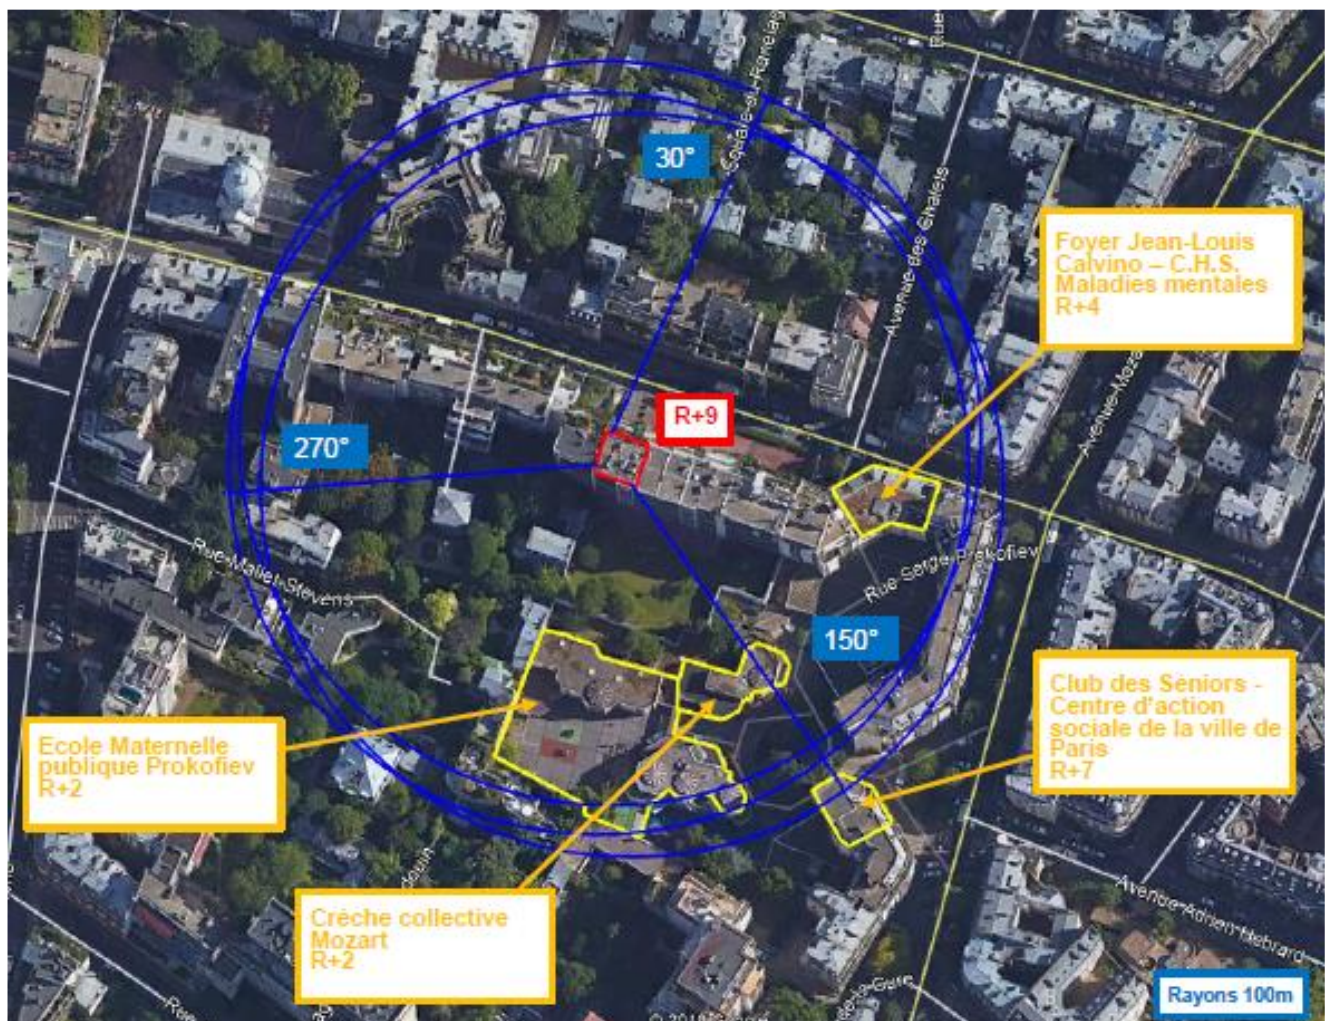 30°
Avenue des Chalets
Foyer Jean-Louis
Calvino – C.H.S.
Maladies mentales
R+4
R+9
270°
Rue Serge Prokofiev
Rue Mallet-Stevens
150°
Club des Seniors -
Centre d'action
sociale de la ville de
Paris
R+7
Ecole Maternelle
publique Prokofiev
R+2
Crèche collective
Mozart
R+2
Avenue Adrien Hébrard
Rayons 100m